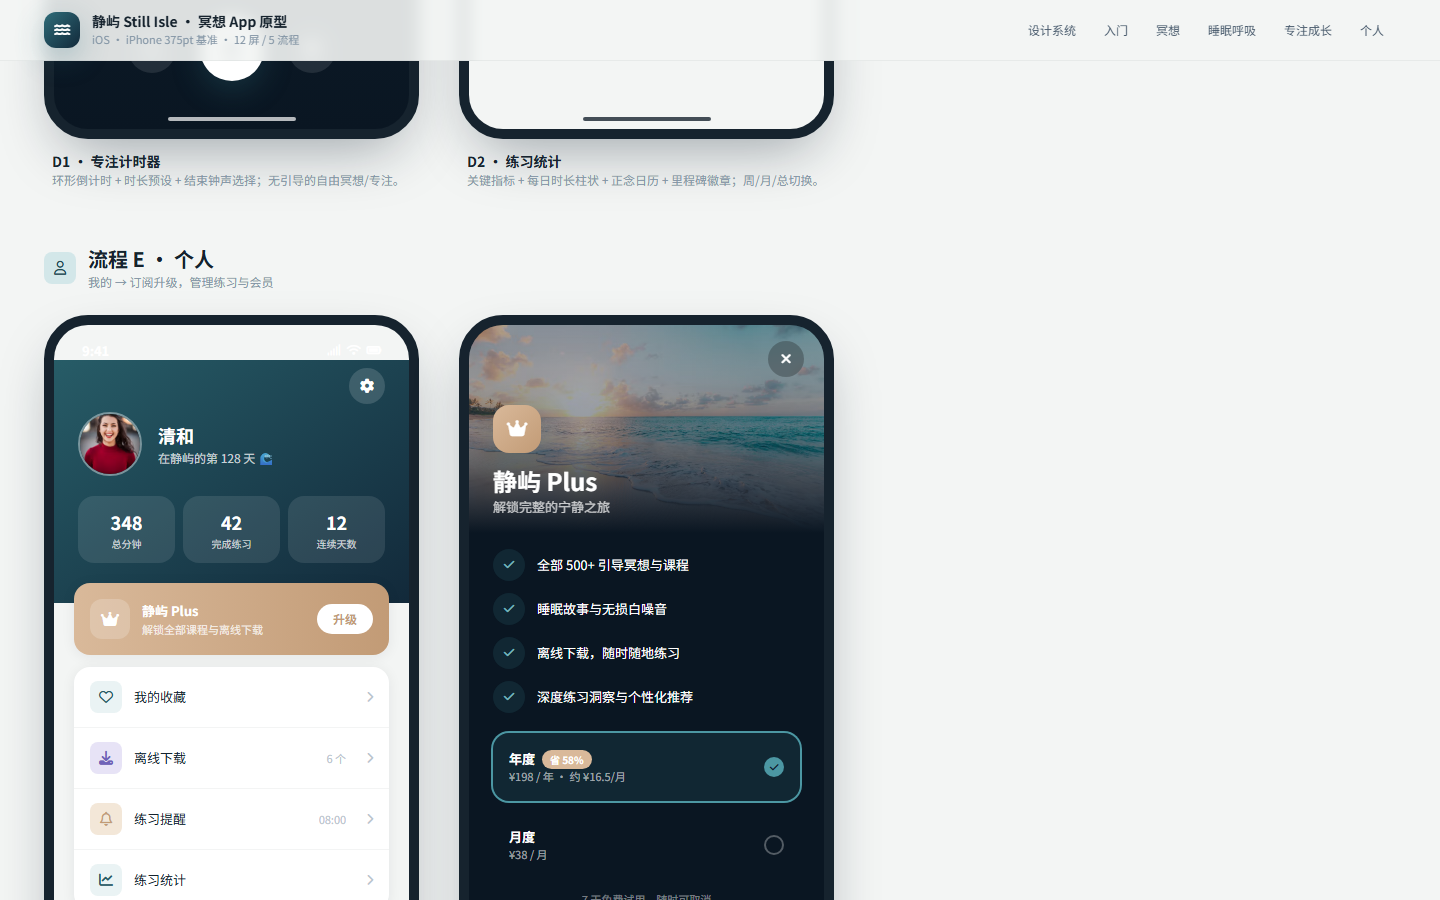 静屿 Still Isle · 冥想 App 原型
iOS · iPhone 375pt 基准 · 12 屏 / 5 流程
设计系统
入门
冥想
睡眠呼吸
专注成长
个人
D1 · 专注计时器
环形倒计时 + 时长预设 + 结束钟声选择；无引导的自由冥想/专注。
D2 · 练习统计
关键指标 + 每日时长柱状 + 正念日历 + 里程碑徽章；周/月/总切换。
流程 E · 个人
我的 → 订阅升级，管理练习与会员
9:41
清和
在静屿的第 128 天
348
总分钟
42
完成练习
12
连续天数
静屿 Plus
解锁全部课程与离线下载
升级
我的收藏
离线下载
6 个
练习提醒
08:00
练习统计
静屿 Plus
解锁完整的宁静之旅
全部 500+ 引导冥想与课程
睡眠故事与无损白噪音
离线下载，随时随地练习
深度练习洞察与个性化推荐
年度
省 58%
¥198 / 年 · 约 ¥16.5/月
月度
¥38 / 月
7 天免费试用，随时可取消